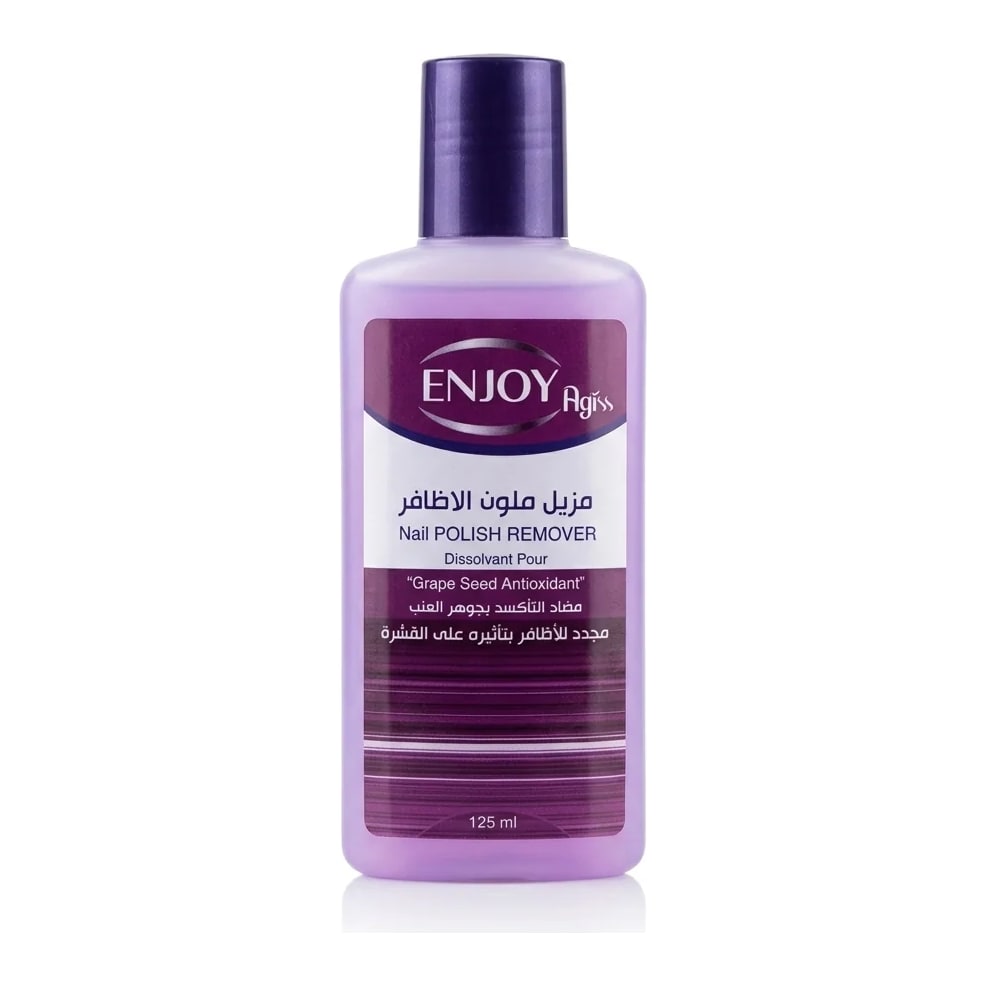 ENJOY Agiss
مزيل ملون الاظافر
Nail POLISH REMOVER
Dissolvant Pour
“Grape Seed Antioxidant”
مضاد التأكسد بجوهر العنب
مجدد للأظافر بتأثيره على القشرة
125 ml